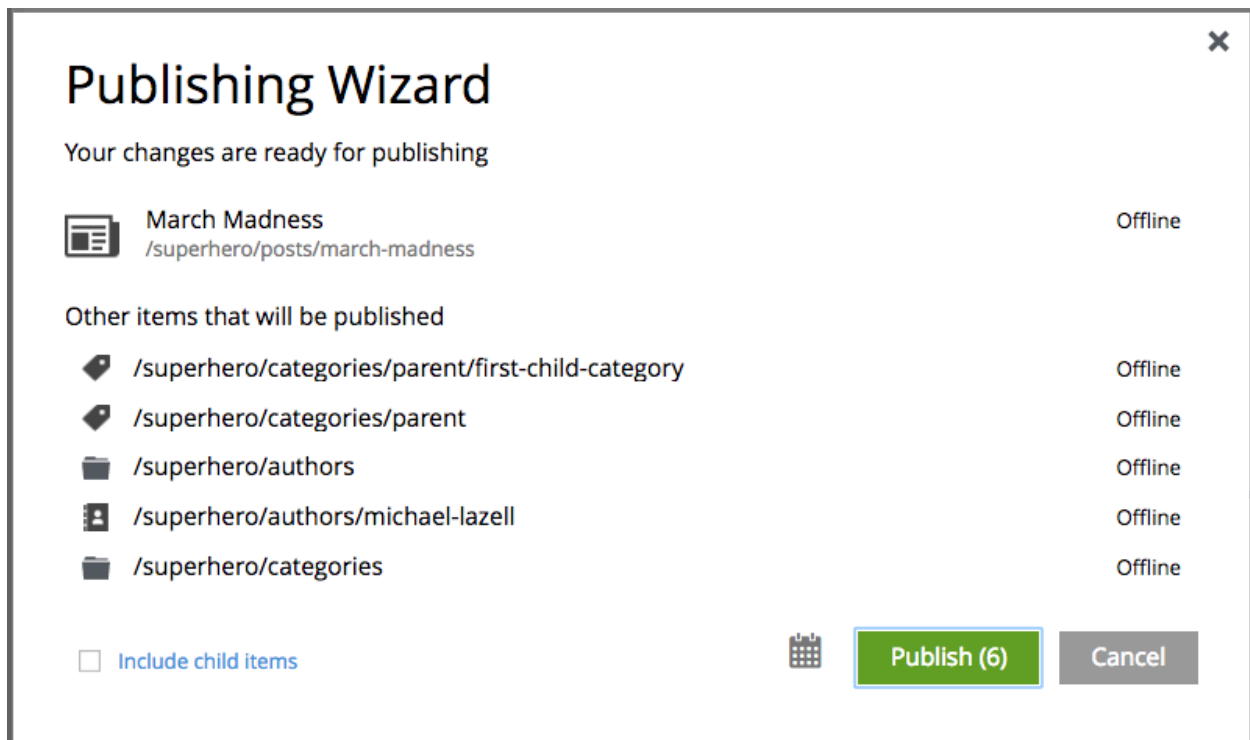 Publishing Wizard
Your changes are ready for publishing
March Madness
Offline
/superhero/posts/march-madness
Other items that will be published
/superhero/categories/parent/first-child-category
Offline
/superhero/categories/parent
Offline
/superhero/authors
Offline
/superhero/authors/michael-lazell
Offline
/superhero/categories
Offline
Include child items
Publish (6)
Cancel